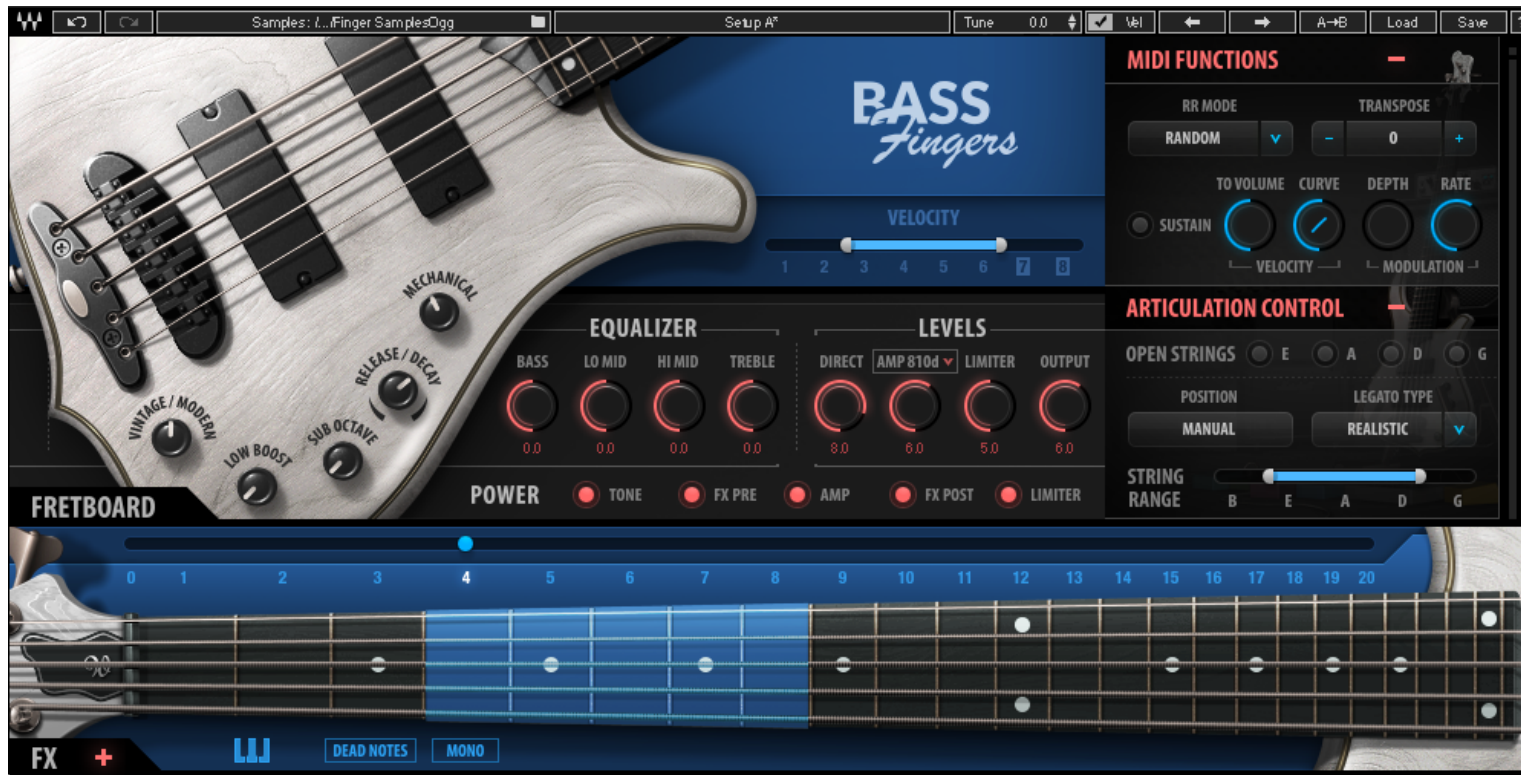 Samples : /.../Finger SamplesOgg Setup A* Tune 0.0 Vel A→B Load Save
BASS
Fingers
VELOCITY
1 2 3 4 5 6 7 8
MIDI FUNCTIONS
RR MODE TRANSPOSE
RANDOM - 0 +
TO VOLUME CURVE DEPTH RATE
SUSTAIN
VELOCITY MODULATION
ARTICULATION CONTROL
OPEN STRINGS E A D G
POSITION LEGATO TYPE
MANUAL REALISTIC
STRING
RANGE B E A D G
MECHANICAL
RELEASE / DECAY
VINTAGE / MODERN
SUB OCTAVE
LOW BOOST
EQUALIZER LEVELS
BASS LO MID HI MID TREBLE DIRECT AMP 810d LIMITER OUTPUT
0.0 0.0 0.0 0.0 8.0 6.0 5.0 6.0
POWER TONE FX PRE AMP FX POST LIMITER
FRETBOARD
0 1 2 3 4 5 6 7 8 9 10 11 12 13 14 15 16 17 18 19 20
FX + DEAD NOTES MONO